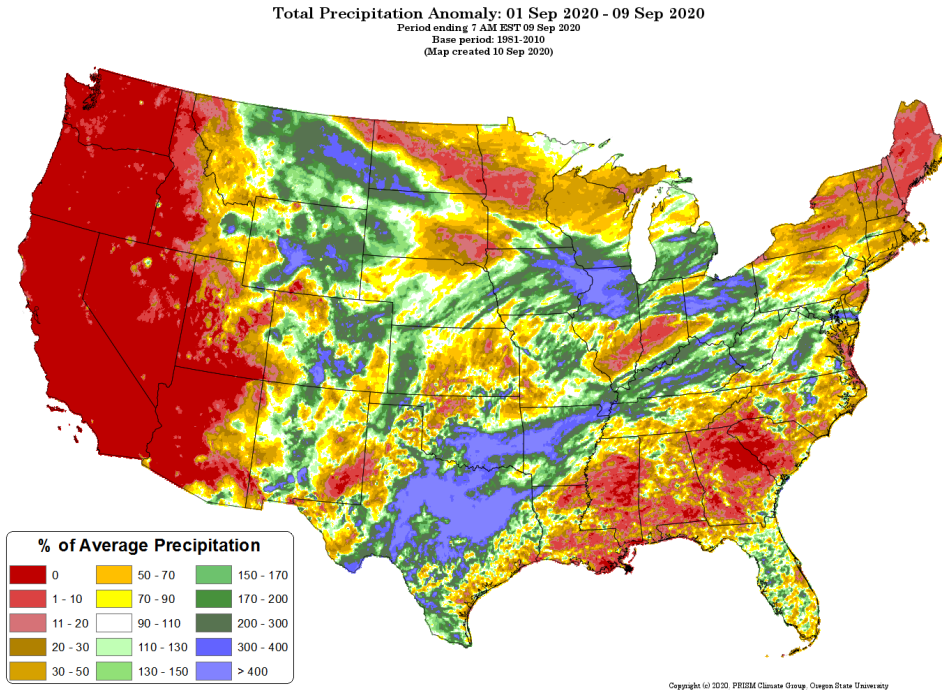 Total Precipitation Anomaly: 01 Sep 2020 - 09 Sep 2020
Period ending 7 AM EST 09 Sep 2020
Base period: 1981-2010
(Map created 10 Sep 2020)
% of Average Precipitation
0
50 - 70
150 - 170
1 - 10
70 - 90
170 - 200
11 - 20
90 - 110
200 - 300
20 - 30
110 - 130
300 - 400
30 - 50
130 - 150
> 400
Copyright (c) 2020, PRISM Climate Group, Oregon State University